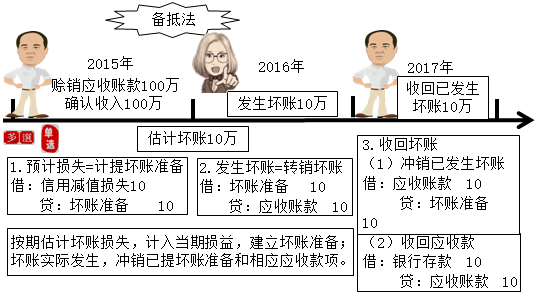 备抵法
2015年
赊销应收账款100万
确认收入100万
2016年
发生坏账10万
2017年
收回已发生
坏账10万
多选
单选
估计坏账10万
1.预计损失=计提坏账准备
借：信用减值损失10
贷：坏账准备 10
2.发生坏账=转销坏账
借：坏账准备 10
贷：应收账款 10
3.收回坏账
（1）冲销已发生坏账
借：应收账款 10
贷：坏账准备
10
（2）收回应收款
借：银行存款 10
贷：应收账款 10
按期估计坏账损失，计入当期损益，建立坏账准备；
坏账实际发生，冲销已提坏账准备和相应应收款项。